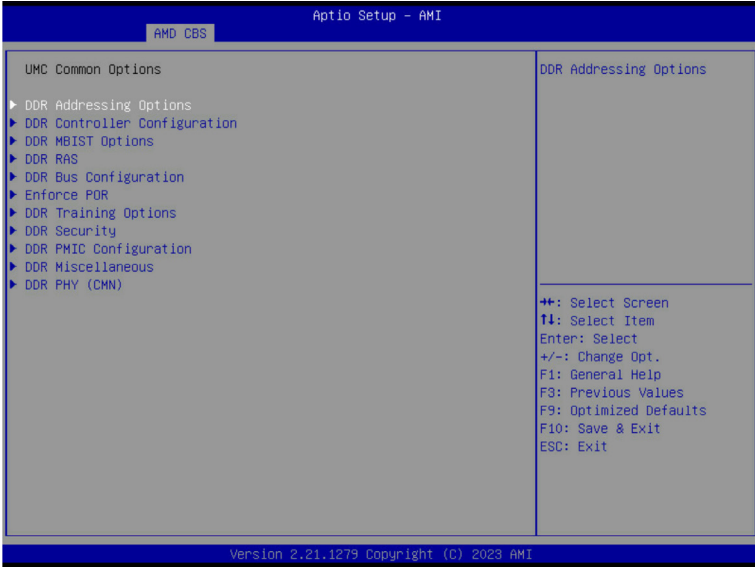 Aptio Setup – AMI
AMD CBS
UMC Common Options
DDR Addressing Options
DDR Controller Configuration
DDR MBIST Options
DDR RAS
DDR Bus Configuration
Enforce POR
DDR Training Options
DDR Security
DDR PMIC Configuration
DDR Miscellaneous
DDR PHY (CMN)
DDR Addressing Options
→←: Select Screen
↑↓: Select Item
Enter: Select
+/-: Change Opt.
F1: General Help
F3: Previous Values
F9: Optimized Defaults
F10: Save & Exit
ESC: Exit
Version 2.21.1279 Copyright (C) 2023 AMI